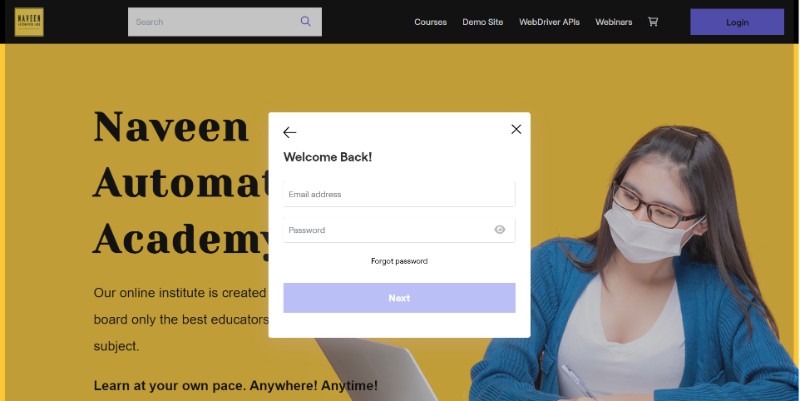 NAVEEN
Search
Courses
Demo Site
WebDriver APIs
Webinars
Login
Naveen
Automat
Academy
Our online institute is created
board only the best educators
subject.
Learn at your own pace. Anywhere! Anytime!
Welcome Back!
Email address
Password
Forgot password
Next